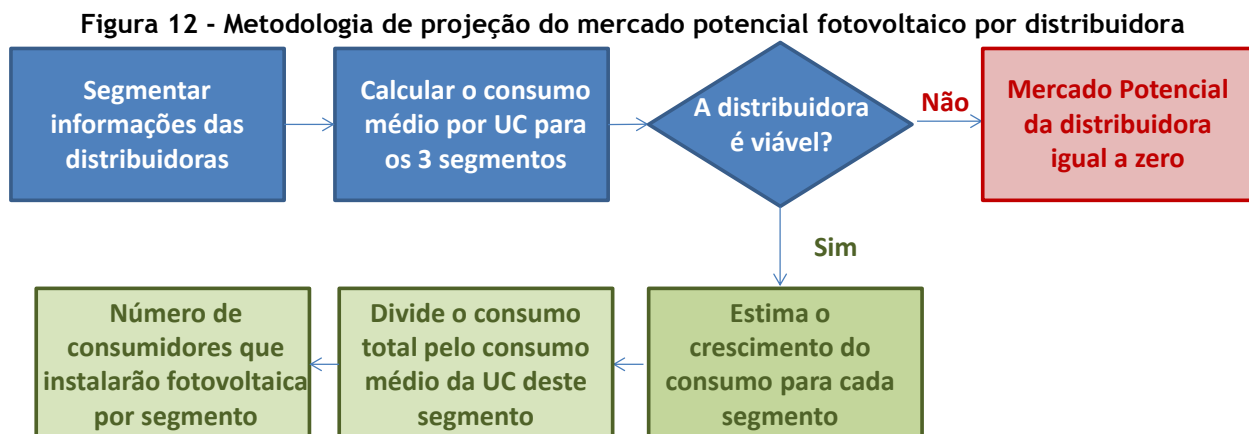 Figura 12 - Metodologia de projeção do mercado potencial fotovoltaico por distribuidora
Segmentar
informações das
distribuidoras
Calcular o consumo
médio por UC para
os 3 segmentos
A distribuidora
é viável?
Não
Mercado Potencial
da distribuidora
igual a zero
Sim
Estima o
crescimento do
consumo para cada
segmento
Divide o consumo
total pelo consumo
médio da UC deste
segmento
Número de
consumidores que
instalarão fotovoltaica
por segmento